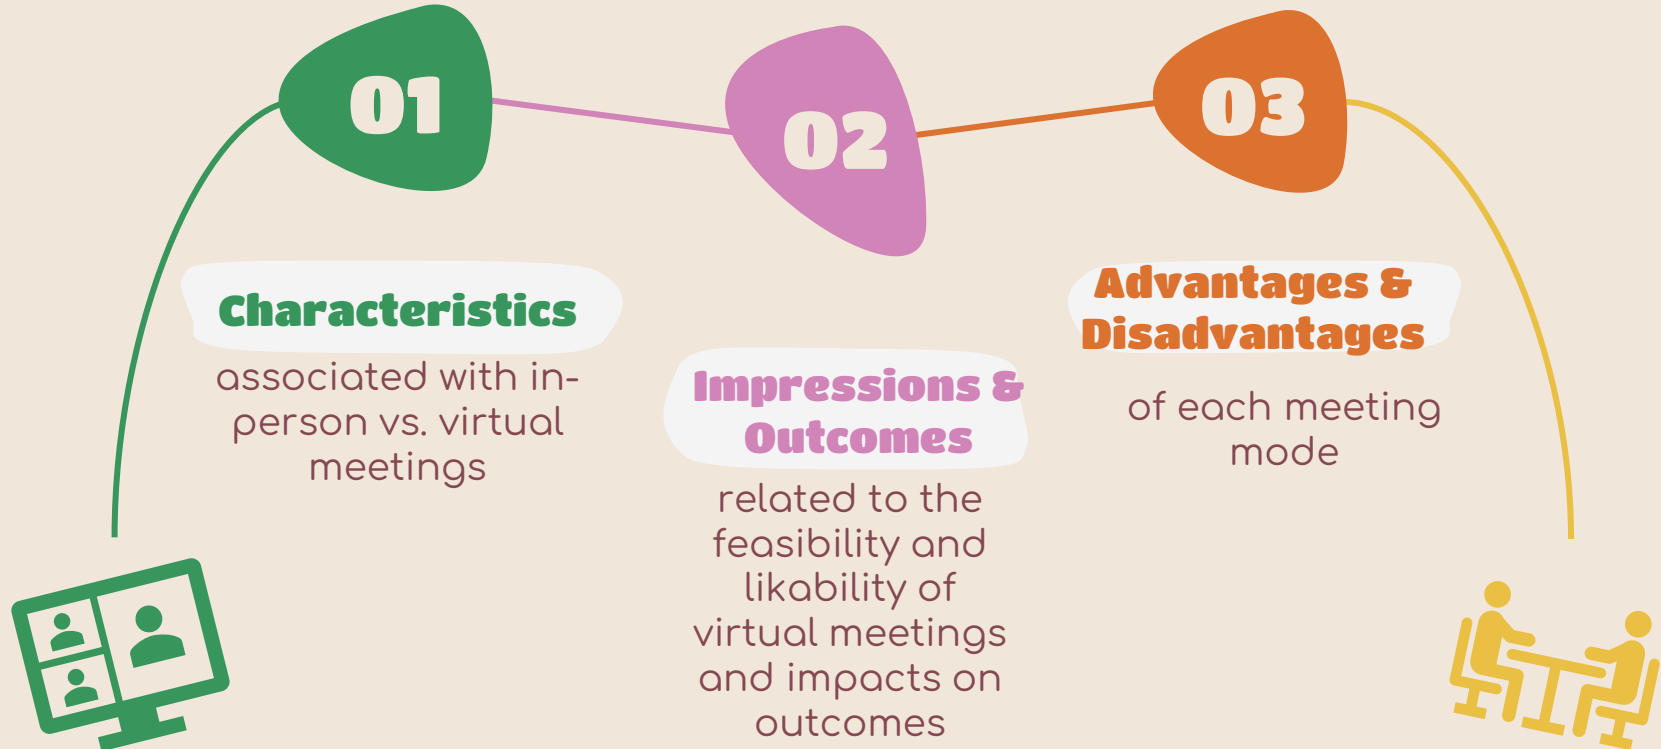 01
Characteristics
associated with in-
person vs. virtual
meetings
02
Impressions &
Outcomes
related to the
feasibility and
likability of
virtual meetings
and impacts on
outcomes
03
Advantages &
Disadvantages
of each meeting
mode